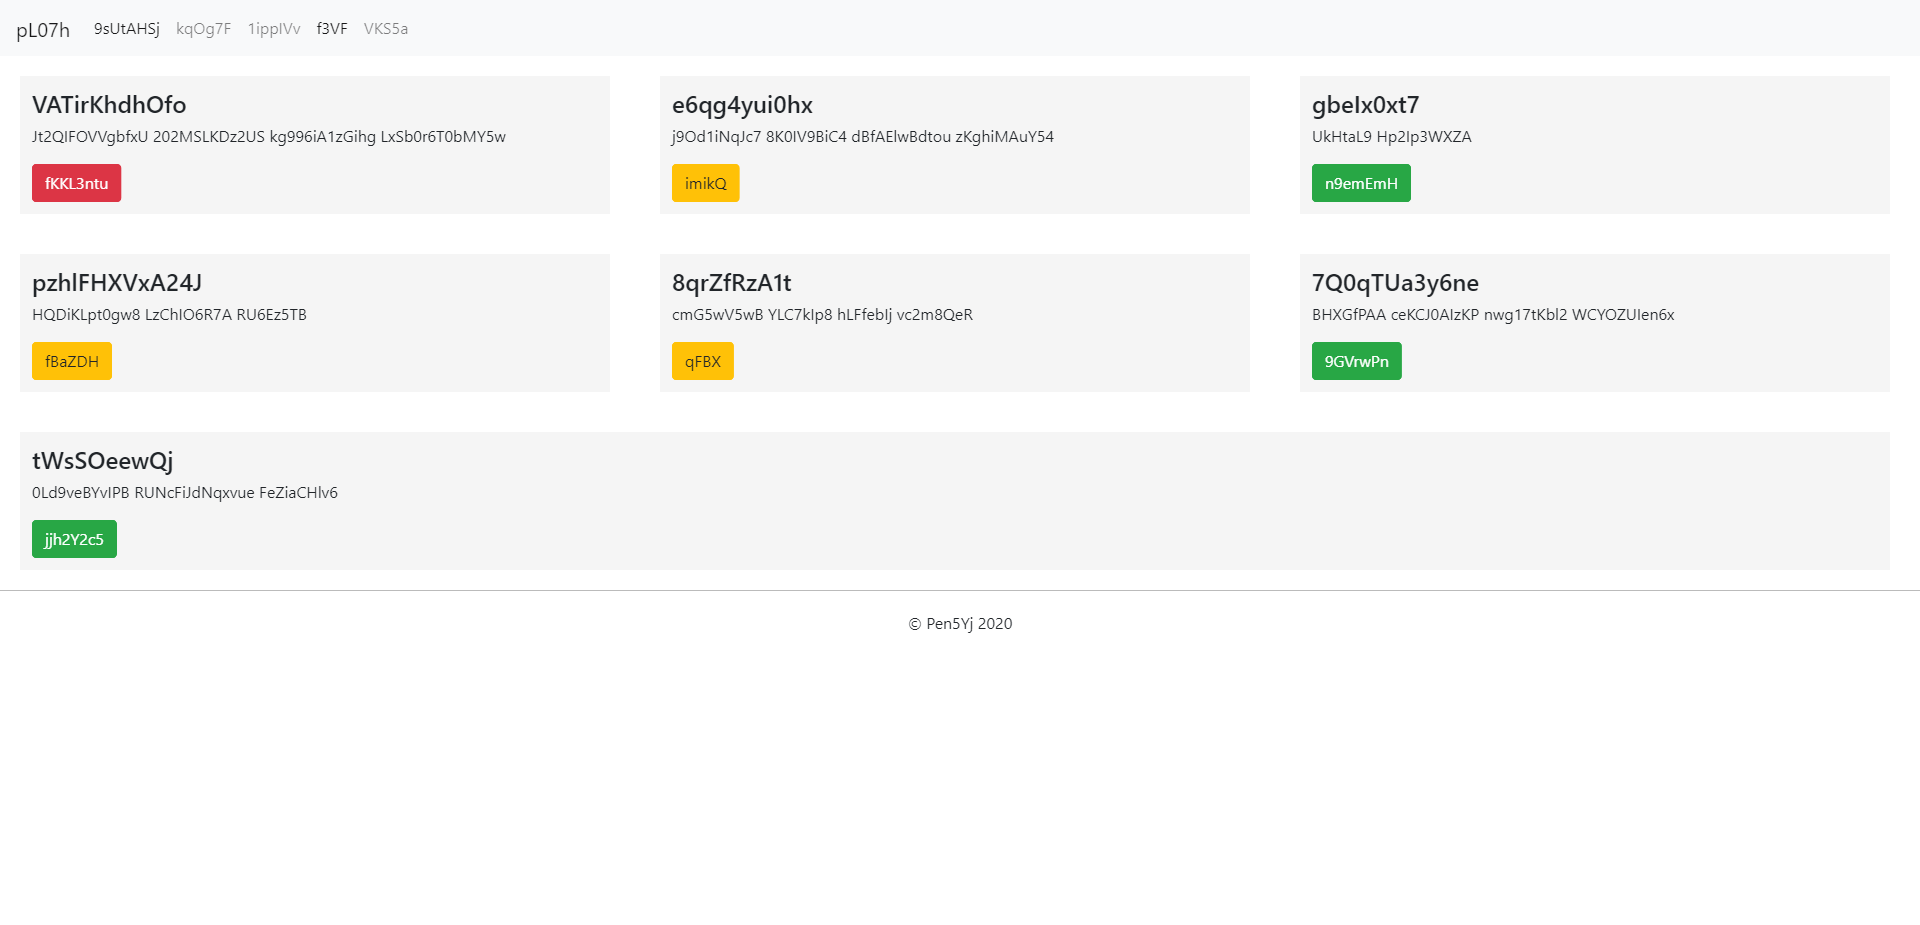 pL07h 9sUtAHSj kqOg7F 1ippIVv f3VF VKS5a
VATirKhdhOfo
Jt2QIFOVVgbfxU 202MSLKDz2US kg996iA1zGihg LxSb0r6T0bMY5w
fKKL3ntu
e6qg4yui0hx
j9Od1iNqJc7 8K0IV9BiC4 dBfAElwBdtou zKghiMAuY54
imikQ
gbeIx0xt7
UkHtaL9 Hp2Ip3WXZA
n9emEmH
pzhlFHXVxA24J
HQDiKLpt0gw8 LzChIO6R7A RU6Ez5TB
fBaZDH
8qrZfRzA1t
cmG5wV5wB YLC7kIp8 hLFfebIj vc2m8QeR
qFBX
7Q0qTUa3y6ne
BHXGfPAA ceKCJ0AIzKP nwg17tKbl2 WCYOZUIen6x
9GVrwPn
tWsSOeewQj
0Ld9veBYvIPB RUNcFiJdNqxvue FeZiaCHlv6
jjh2Y2c5
© Pen5Yj 2020